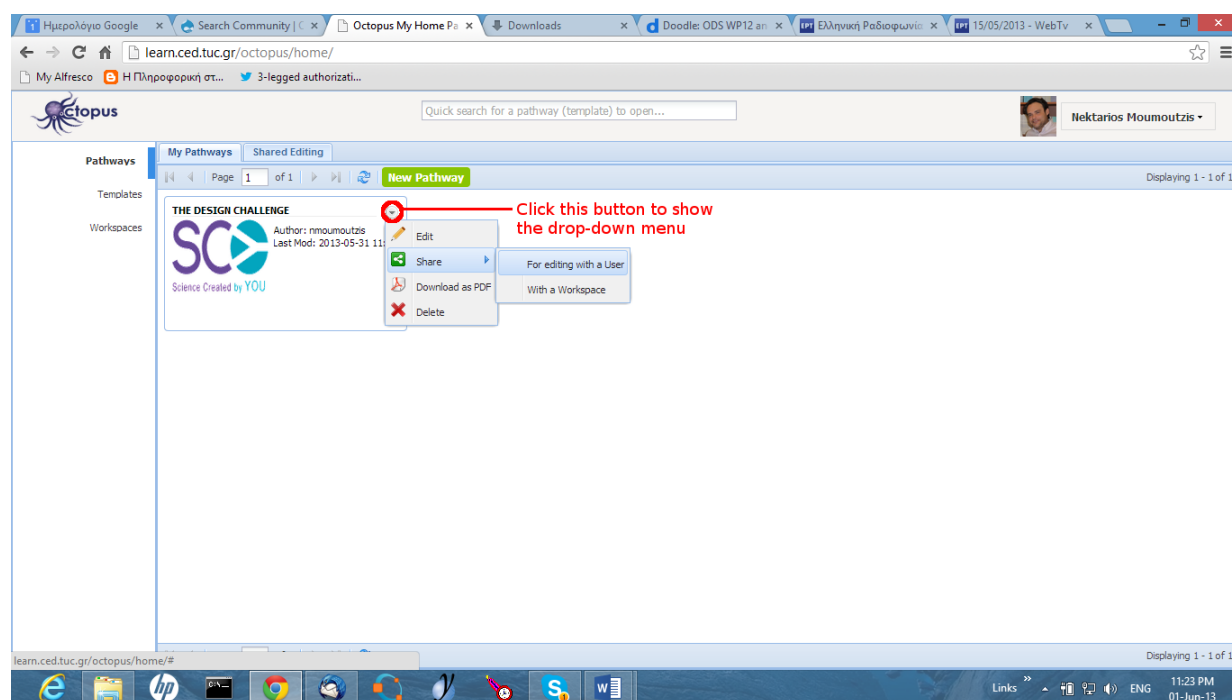 Ημερολόγιο Google
Search Community | C
Octopus My Home Pa
Downloads
Doodle: ODS WP12 an
Ελληνική Ραδιοφωνία
15/05/2013 - WebTv
learn.ced.tuc.gr/octopus/home/
My Alfresco
Η Πληροφορική στ...
3-legged authorizati...
ctopus
Quick search for a pathway (template) to open...
Nektarios Moumoutzis
Pathways
Templates
Workspaces
My Pathways
Shared Editing
Page 1 of 1
New Pathway
Displaying 1 - 1 of 1
THE DESIGN CHALLENGE
Author: nmoumoutzis
Last Mod: 2013-05-31 11:
Science Created by YOU
Click this button to show
the drop-down menu
Edit
Share
Download as PDF
Delete
For editing with a User
With a Workspace
learn.ced.tuc.gr/octopus/home/#
Displaying 1 - 1 of 1
Links
ENG
11:23 PM
01-Jun-13